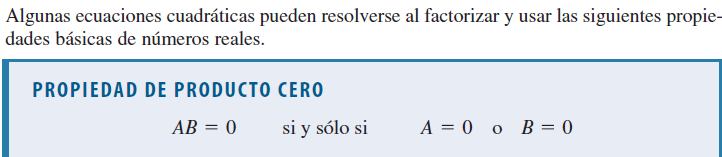 Algunas ecuaciones cuadráticas pueden resolverse al factorizar y usar las siguientes propie-
dades básicas de números reales.
PROPIEDAD DE PRODUCTO CERO
AB = 0 si y sólo si A = 0 o B = 0